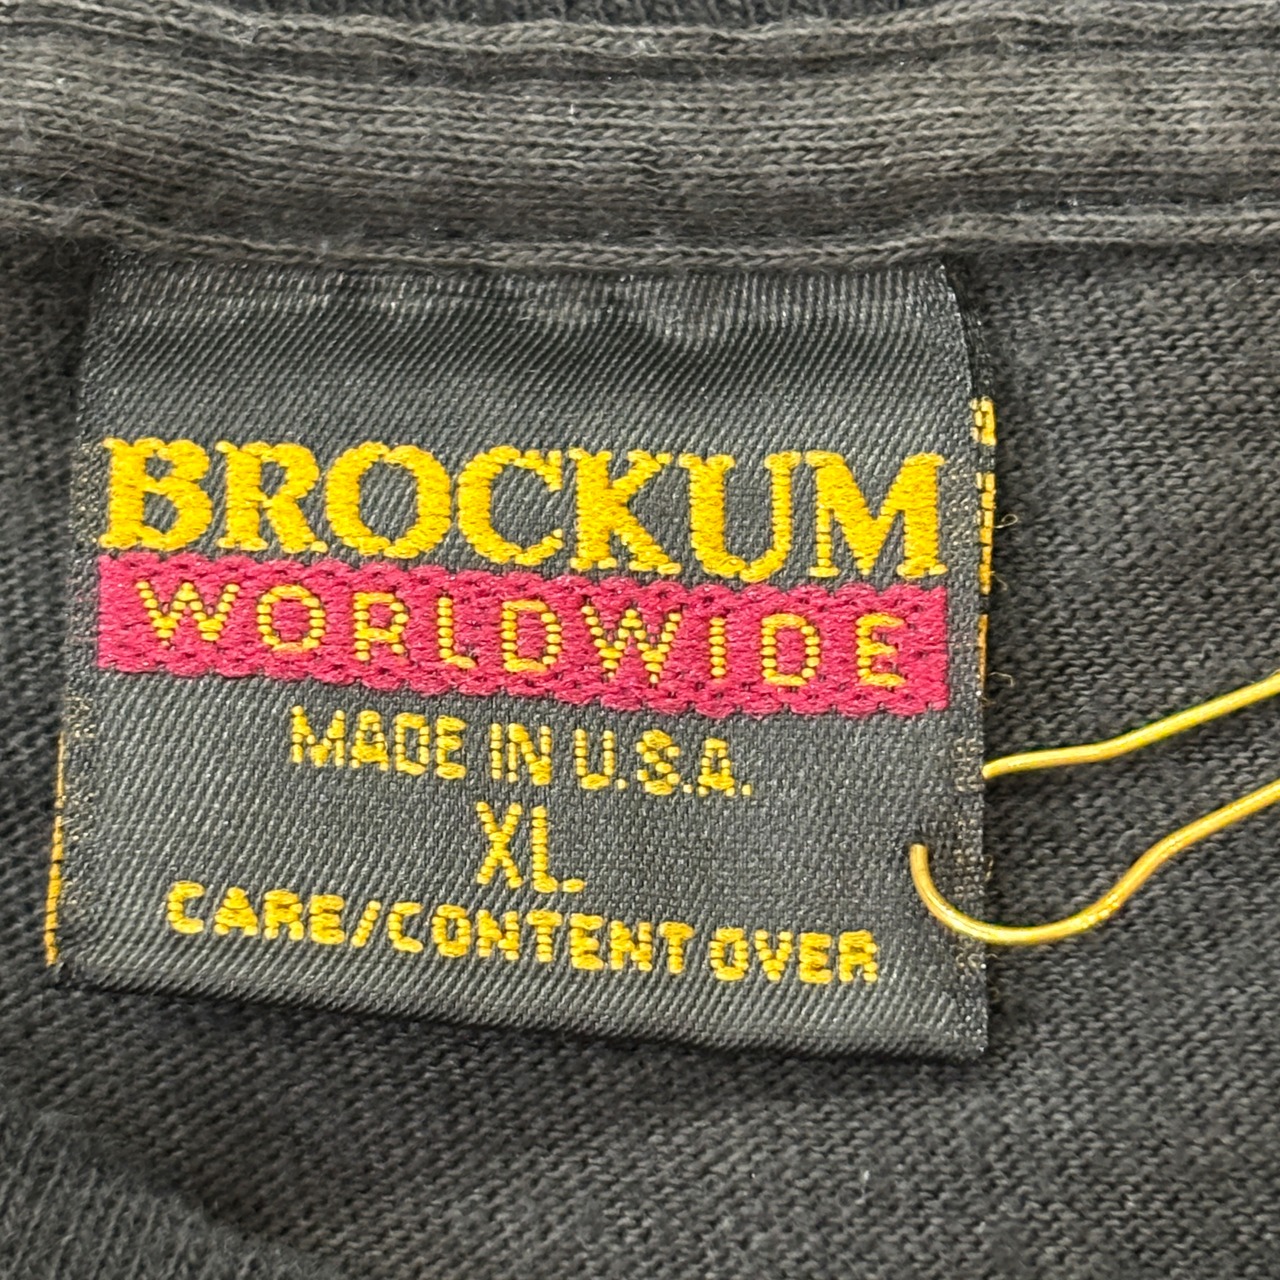 BROCKUM
WORLDWIDE
MADE IN U.S.A.
XL
CARE/CONTENT OVER